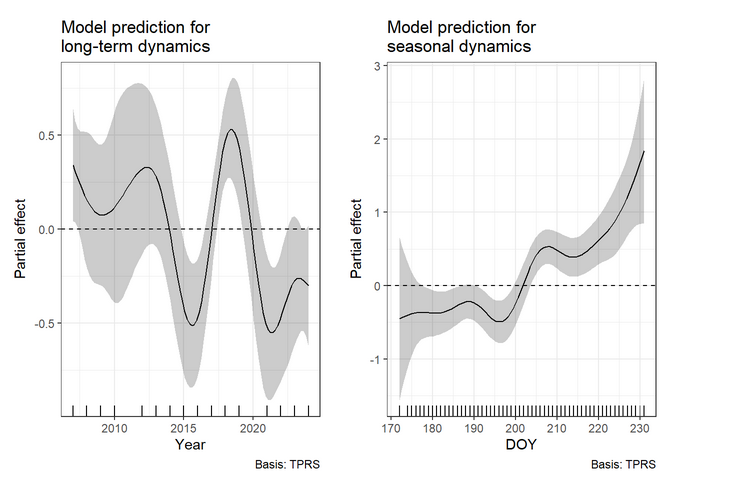 Model prediction for
long-term dynamics
Partial effect
0.5
0.0
-0.5
2010
2015
2020
Year
Basis: TPRS
Model prediction for
seasonal dynamics
Partial effect
3
2
1
0
-1
170
180
190
200
210
220
230
DOY
Basis: TPRS